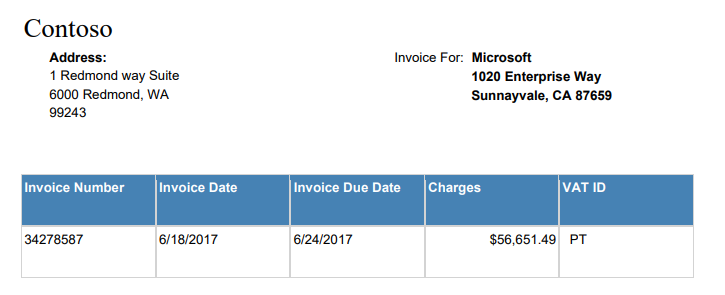 Contoso
Address:
1 Redmond way Suite
6000 Redmond, WA
99243
Invoice For: Microsoft
1020 Enterprise Way
Sunnayvale, CA 87659
Invoice Number Invoice Date Invoice Due Date Charges VAT ID
34278587 6/18/2017 6/24/2017 $56,651.49 PT